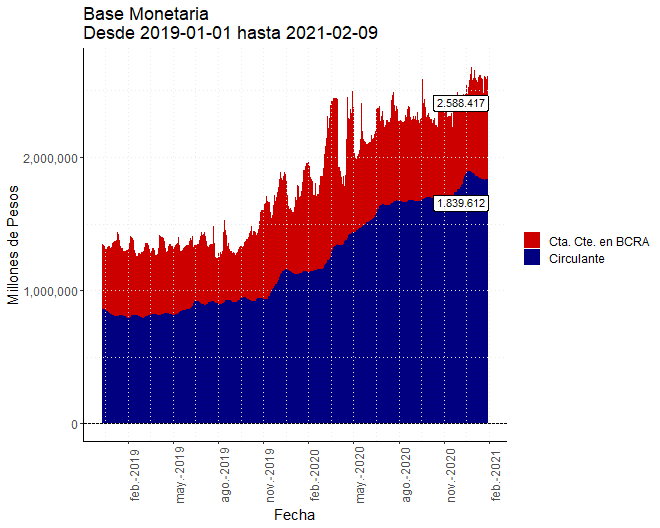 Base Monetaria
Desde 2019-01-01 hasta 2021-02-09
Millones de Pesos
2,000,000
1,000,000
0
2.588.417
1.839.612
Cta. Cte. en BCRA
Circulante
feb.-2019
may.-2019
ago.-2019
nov.-2019
feb.-2020
may.-2020
ago.-2020
nov.-2020
feb.-2021
Fecha